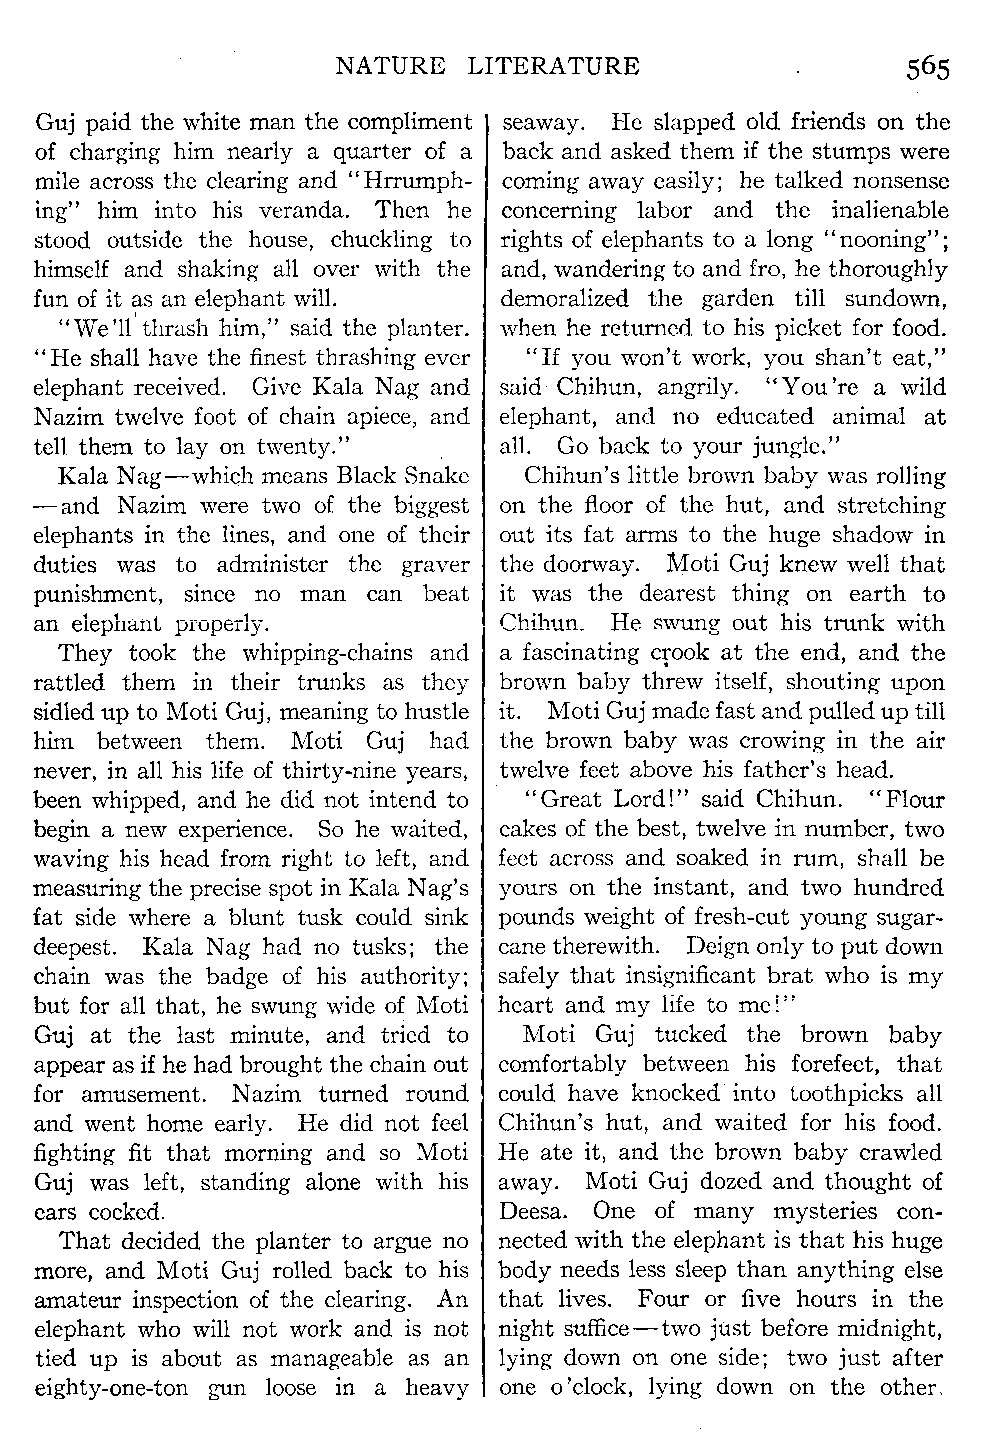 NATURE LITERATURE 565
Guj paid the white man the compliment
of charging him nearly a quarter of a
mile across the clearing and "Hrrumph-
ing" him into his veranda. Then he
stood outside the house, chuckling to
himself and shaking all over with the
fun of it as an elephant will.
"We'll thrash him," said the planter.
"He shall have the finest thrashing ever
elephant received. Give Kala Nag and
Nazim twelve foot of chain apiece, and
tell them to lay on twenty."
Kala Nag—which means Black Snake
—and Nazim were two of the biggest
elephants in the lines, and one of their
duties was to administer the graver
punishment, since no man can beat
an elephant properly.
They took the whipping-chains and
rattled them in their trunks as they
sidled up to Moti Guj, meaning to hustle
him between them. Moti Guj had
never, in all his life of thirty-nine years,
been whipped, and he did not intend to
begin a new experience. So he waited,
waving his head from right to left, and
measuring the precise spot in Kala Nag's
fat side where a blunt tusk could sink
deepest. Kala Nag had no tusks; the
chain was the badge of his authority;
but for all that, he swung wide of Moti
Guj at the last minute, and tried to
appear as if he had brought the chain out
for amusement. Nazim turned round
and went home early. He did not feel
fighting fit that morning and so Moti
Guj was left, standing alone with his
ears cocked.
That decided the planter to argue no
more, and Moti Guj rolled back to his
amateur inspection of the clearing. An
elephant who will not work and is not
tied up is about as manageable as an
eighty-one-ton gun loose in a heavy
seaway. He slapped old friends on the
back and asked them if the stumps were
coming away easily; he talked nonsense
concerning labor and the inalienable
rights of elephants to a long "nooning";
and, wandering to and fro, he thoroughly
demoralized the garden till sundown,
when he returned to his picket for food.
"If you won't work, you shan't eat,"
said Chihun, angrily. "You're a wild
elephant, and no educated animal at
all. Go back to your jungle."
Chihun's little brown baby was rolling
on the floor of the hut, and stretching
out its fat arms to the huge shadow in
the doorway. Moti Guj knew well that
it was the dearest thing on earth to
Chihun. He swung out his trunk with
a fascinating crook at the end, and the
brown baby threw itself, shouting upon
it. Moti Guj made fast and pulled up till
the brown baby was crowing in the air
twelve feet above his father's head.
"Great Lord!" said Chihun. "Flour
cakes of the best, twelve in number, two
feet across and soaked in rum, shall be
yours on the instant, and two hundred
pounds weight of fresh-cut young sugar-
cane therewith. Deign only to put down
safely that insignificant brat who is my
heart and my life to me!"
Moti Guj tucked the brown baby
comfortably between his forefeet, that
could have knocked into toothpicks all
Chihun's hut, and waited for his food.
He ate it, and the brown baby crawled
away. Moti Guj dozed and thought of
Deesa. One of many mysteries con-
nected with the elephant is that his huge
body needs less sleep than anything else
that lives. Four or five hours in the
night suffice—two just before midnight,
lying down on one side; two just after
one o'clock, lying down on the other.